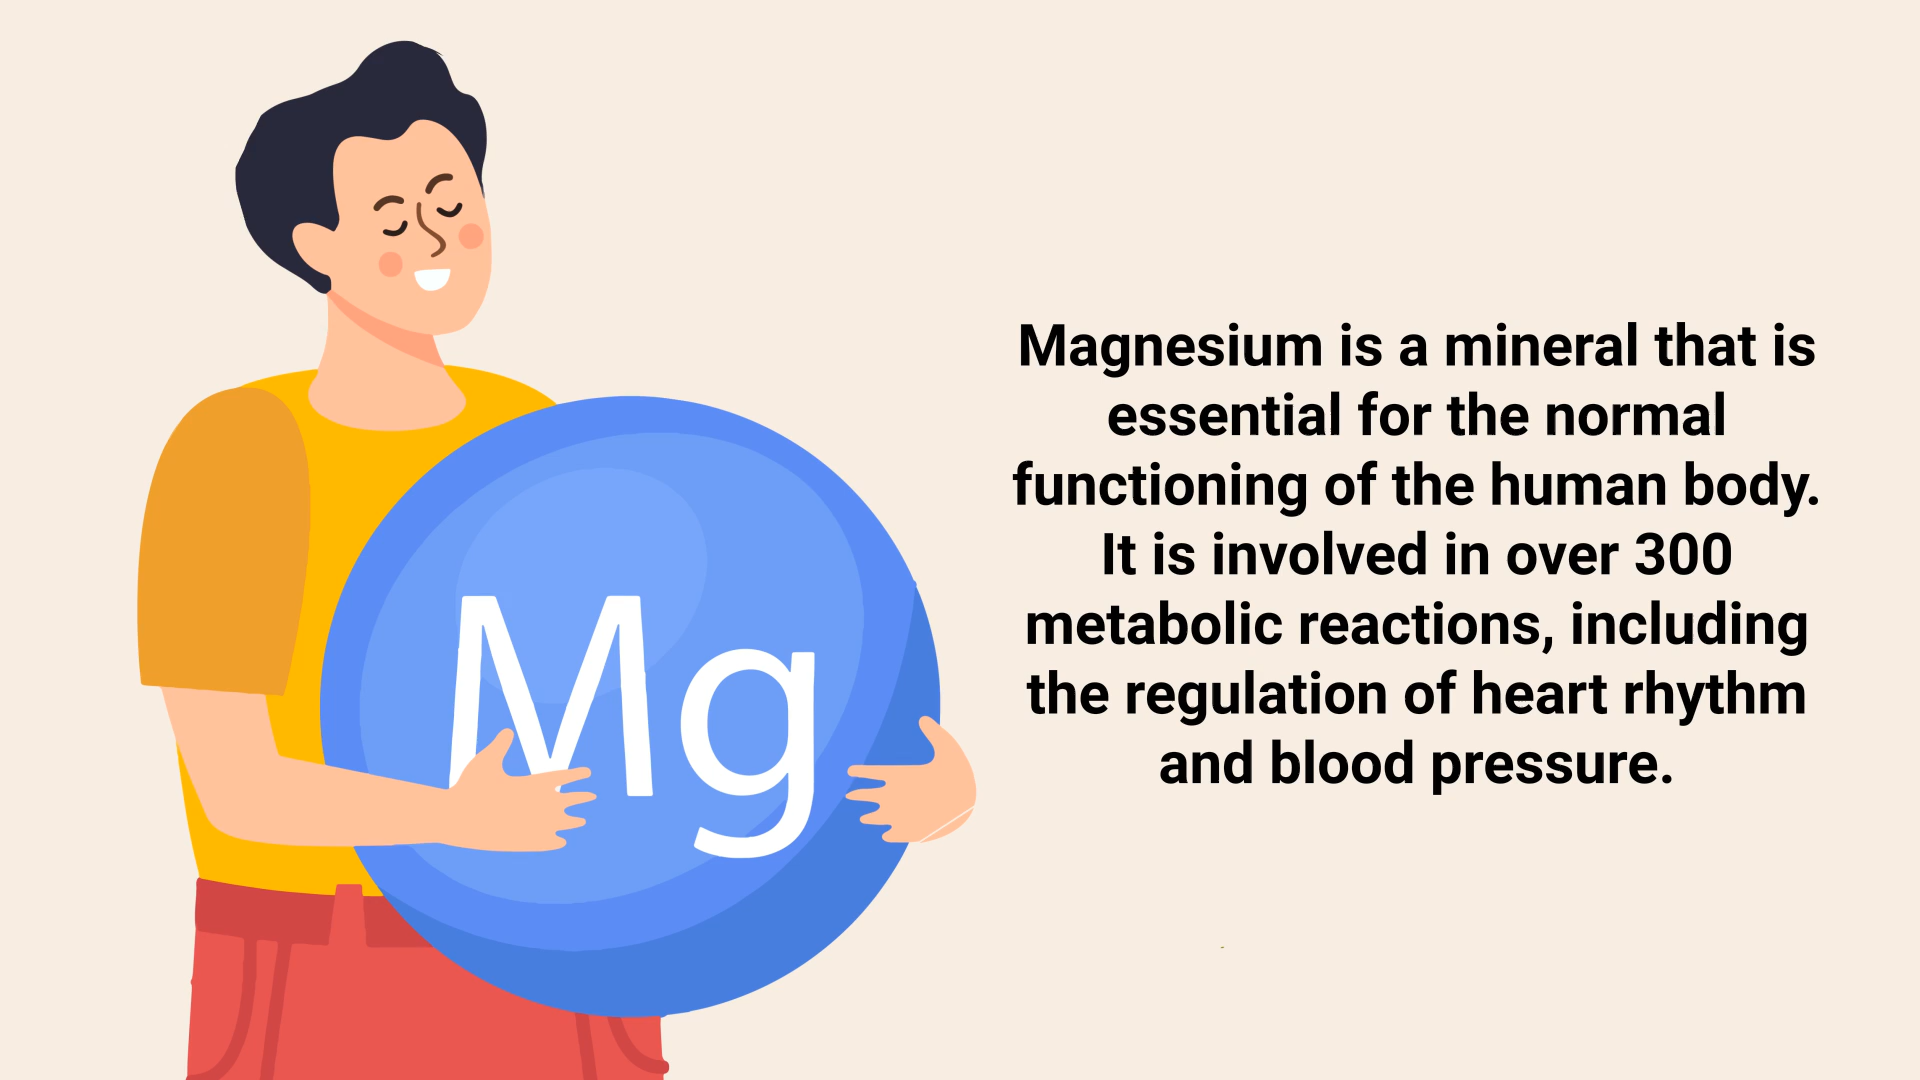 Mg
Magnesium is a mineral that is
essential for the normal
functioning of the human body.
It is involved in over 300
metabolic reactions, including
the regulation of heart rhythm
and blood pressure.